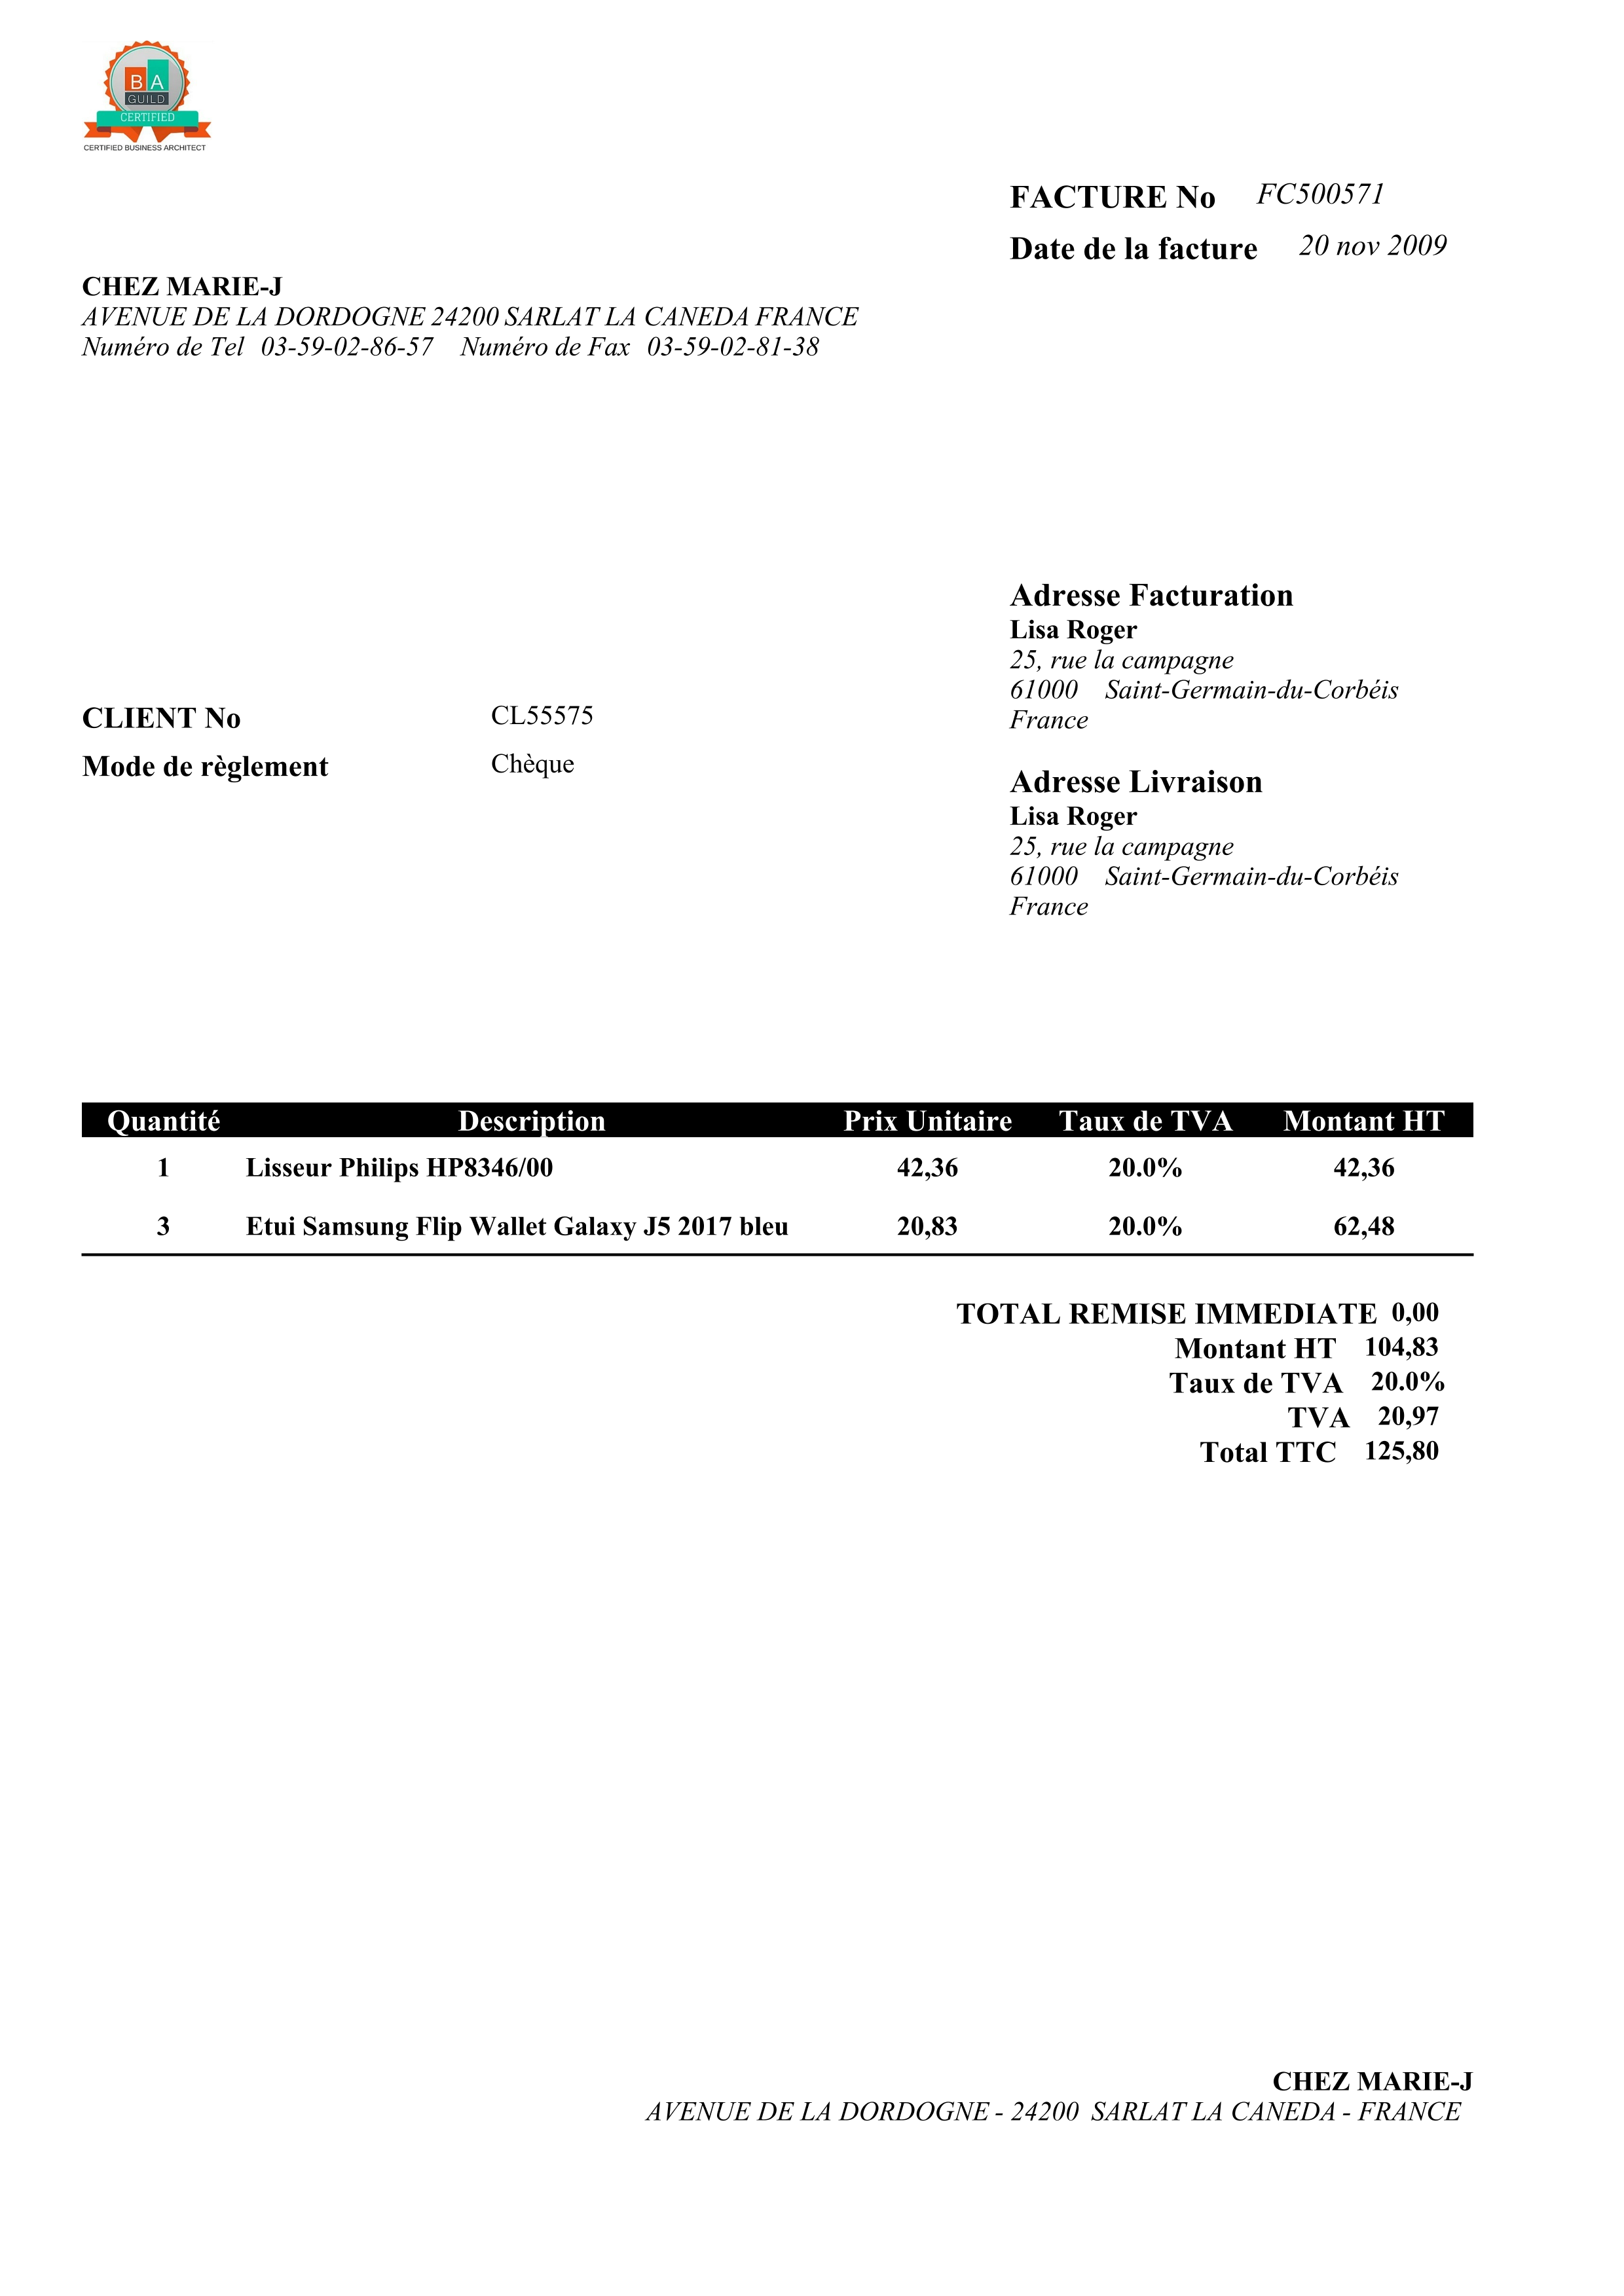 B A
GUILD
CERTIFIED
CERTIFIED BUSINESS ARCHITECT
FACTURE No FC500571
Date de la facture 20 nov 2009
CHEZ MARIE-J
AVENUE DE LA DORDOGNE 24200 SARLAT LA CANEDA FRANCE
Numéro de Tel 03-59-02-86-57 Numéro de Fax 03-59-02-81-38
Adresse Facturation
Lisa Roger
25, rue la campagne
61000 Saint-Germain-du-Corbéis
France
CLIENT No CL55575
Mode de règlement Chèque
Adresse Livraison
Lisa Roger
25, rue la campagne
61000 Saint-Germain-du-Corbéis
France
Quantité Description Prix Unitaire Taux de TVA Montant HT
1 Lisseur Philips HP8346/00 42,36 20.0% 42,36
3 Etui Samsung Flip Wallet Galaxy J5 2017 bleu 20,83 20.0% 62,48
TOTAL REMISE IMMEDIATE 0,00
Montant HT 104,83
Taux de TVA 20.0%
TVA 20,97
Total TTC 125,80
CHEZ MARIE-J
AVENUE DE LA DORDOGNE - 24200 SARLAT LA CANEDA - FRANCE